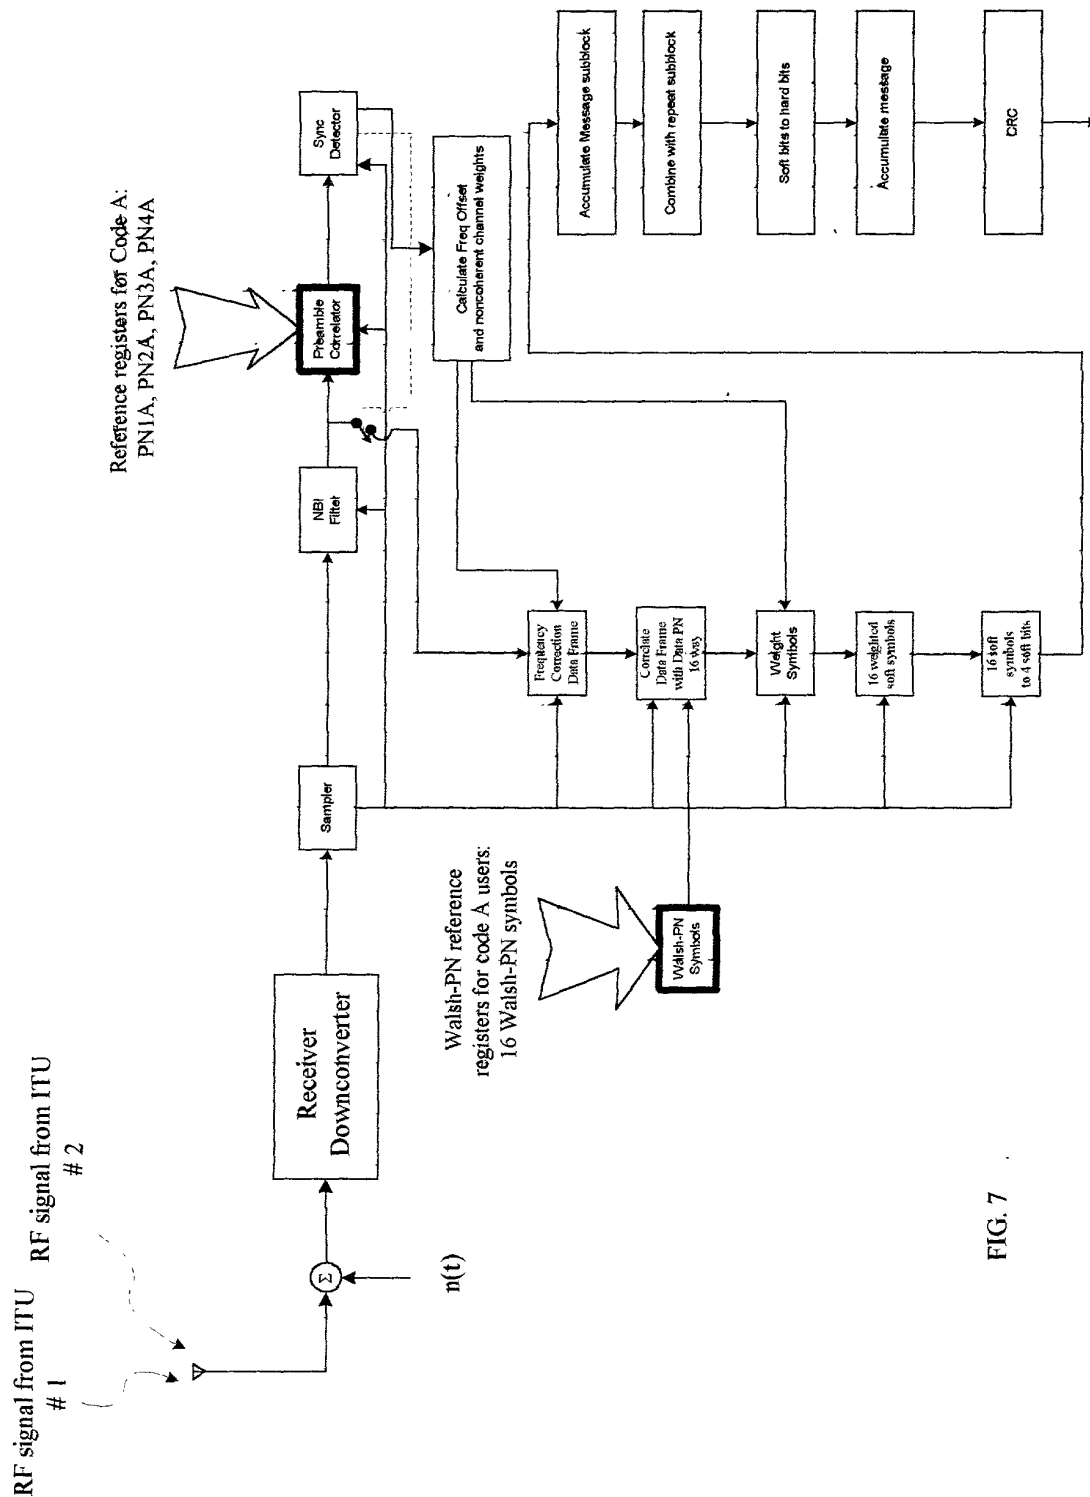 RF signal from ITU
# 1
RF signal from ITU
# 2
n(t)
Σ
Receiver
Downconverter
Sampler
NBI
Filter
Reference registers for Code A:
PN1A, PN2A, PN3A, PN4A
Preamble
Correlator
Sync
Detector
Calculate Freq Offset
and noncoherent channel weights
Walsh-PN reference
registers for code A users:
16 Walsh-PN symbols
Walsh-PN
Symbols
Frequency
Correction
Data Frame
Correlate
Data Frame
with Data PN
16 way
Weight
Symbols
16 weighted
soft symbols
16 soft
symbols
to 4 soft bits
Accumulate Message subblock
Combine with repeat subblock
Soft bits to hard bits
Accumulate message
CRC
FIG. 7